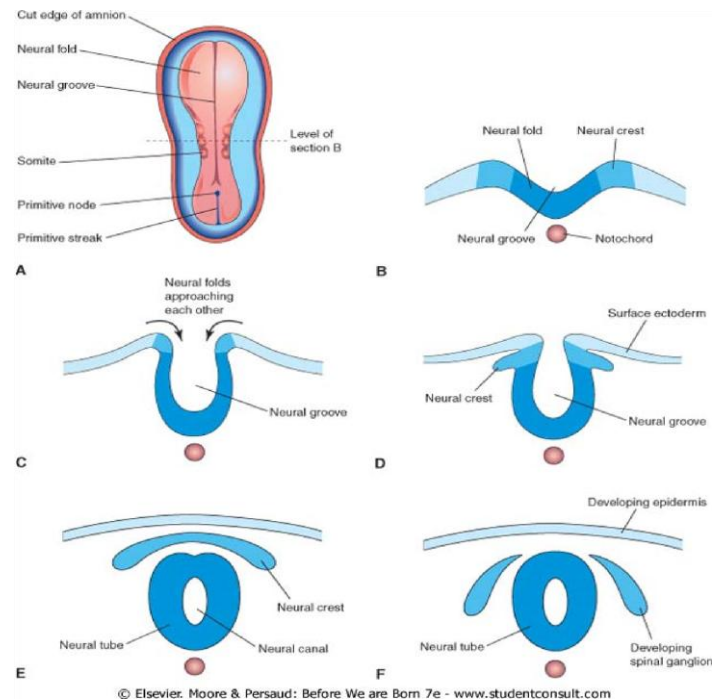 Cut edge of amnion
Neural fold
Neural groove
Level of
section B
Somite
Primitive node
Primitive streak
A
Neural fold
Neural crest
Neural groove
Notochord
B
Neural folds
approaching
each other
Neural groove
C
Surface ectoderm
Neural crest
Neural groove
D
Neural crest
Neural tube
Neural canal
E
Developing epidermis
Neural tube
Developing
spinal ganglion
F
© Elsevier. Moore & Persaud: Before We are Born 7e - www.studentconsult.com